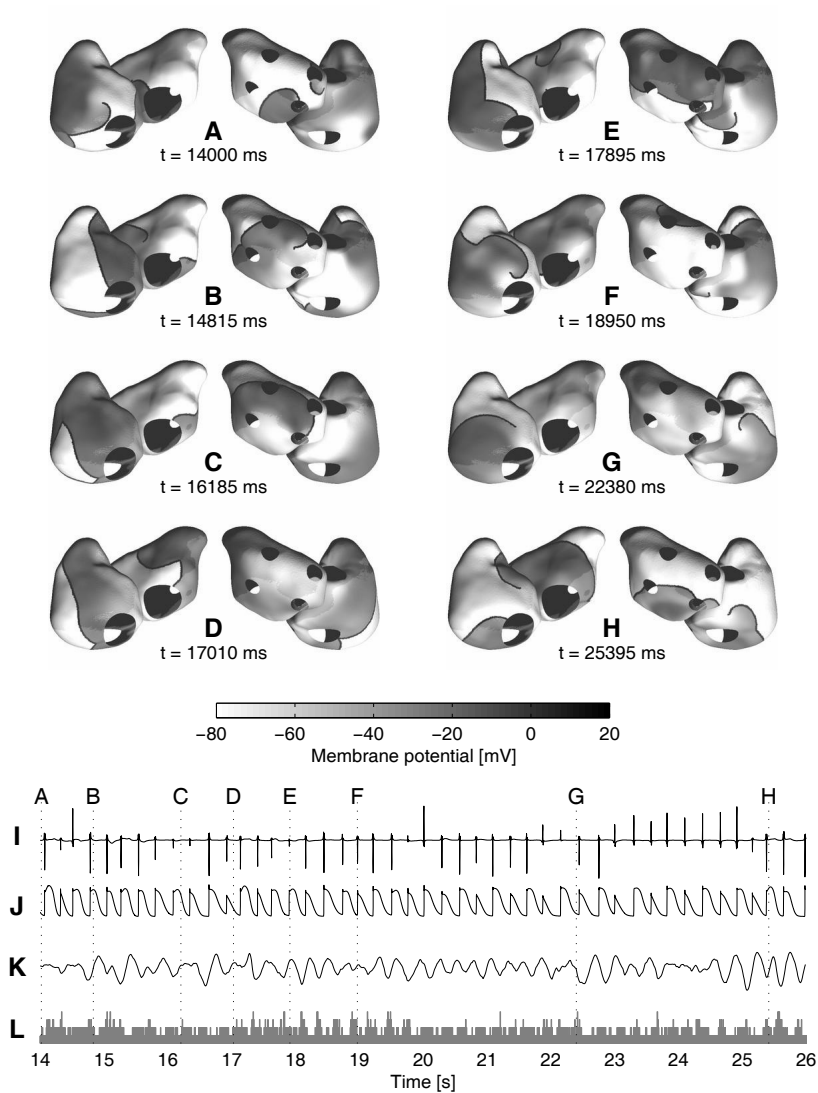 A
t = 14000 ms
E
t = 17895 ms
B
t = 14815 ms
F
t = 18950 ms
C
t = 16185 ms
G
t = 22380 ms
D
t = 17010 ms
H
t = 25395 ms
−80 −60 −40 −20 0 20
Membrane potential [mV]
A B C D E F G H
I
J
K
L
14 15 16 17 18 19 20 21 22 23 24 25 26
Time [s]